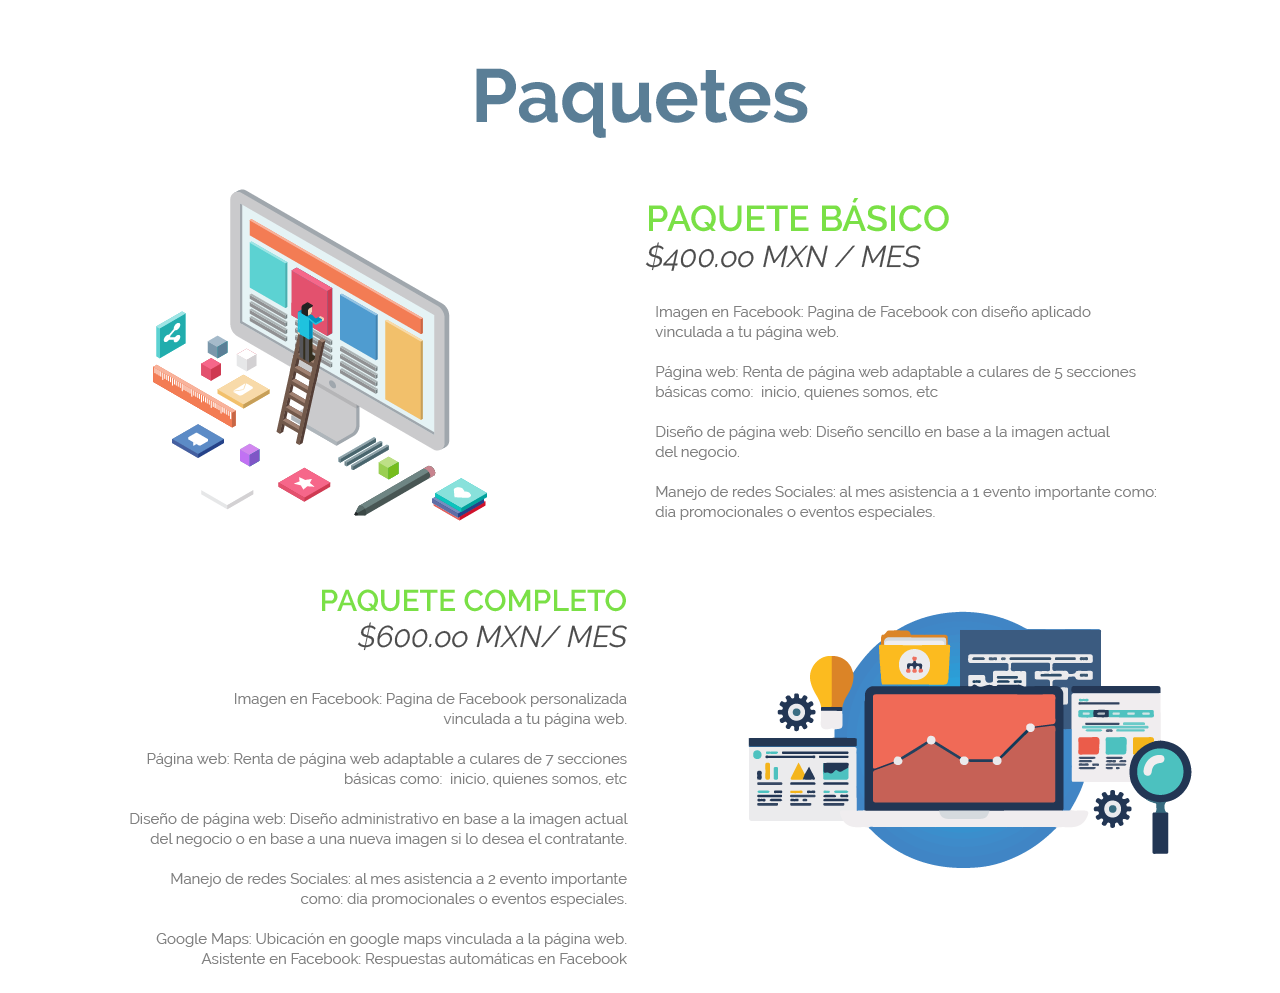 Paquetes
PAQUETE BÁSICO
$400.00 MXN / MES
Imagen en Facebook: Pagina de Facebook con diseño aplicado
vinculada a tu página web.
Página web: Renta de página web adaptable a culares de 5 secciones
básicas como:  inicio, quienes somos, etc
Diseño de página web: Diseño sencillo en base a la imagen actual
del negocio.
Manejo de redes Sociales: al mes asistencia a 1 evento importante como:
dia promocionales o eventos especiales.
PAQUETE COMPLETO
$600.00 MXN/ MES
Imagen en Facebook: Pagina de Facebook personalizada
vinculada a tu página web.
Página web: Renta de página web adaptable a culares de 7 secciones
básicas como:  inicio, quienes somos, etc
Diseño de página web: Diseño administrativo en base a la imagen actual
del negocio o en base a una nueva imagen si lo desea el contratante.
Manejo de redes Sociales: al mes asistencia a 2 evento importante
como: dia promocionales o eventos especiales.
Google Maps: Ubicación en google maps vinculada a la página web.
Asistente en Facebook: Respuestas automáticas en Facebook